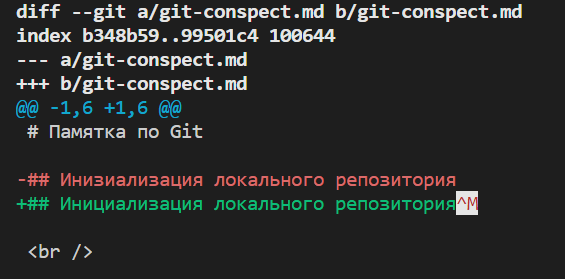 diff --git a/git-conspect.md b/git-conspect.md
index b348b59..99501c4 100644
--- a/git-conspect.md
+++ b/git-conspect.md
@@ -1,6 +1,6 @@
# Памятка по Git
-## Инизиализация локального репозитория
+## Инициализация локального репозитория^M
<br />